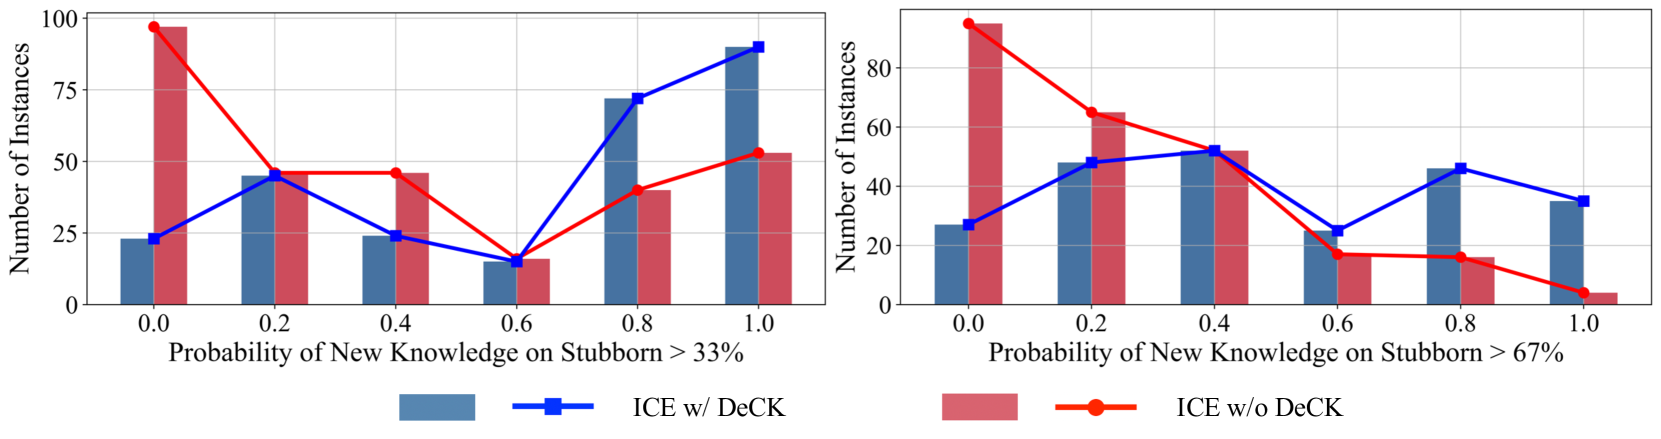 Number of Instances
100
75
50
25
0
0.0 0.2 0.4 0.6 0.8 1.0
Probability of New Knowledge on Stubborn > 33%
Number of Instances
80
60
40
20
0
0.0 0.2 0.4 0.6 0.8 1.0
Probability of New Knowledge on Stubborn > 67%
ICE w/ DeCK
ICE w/o DeCK